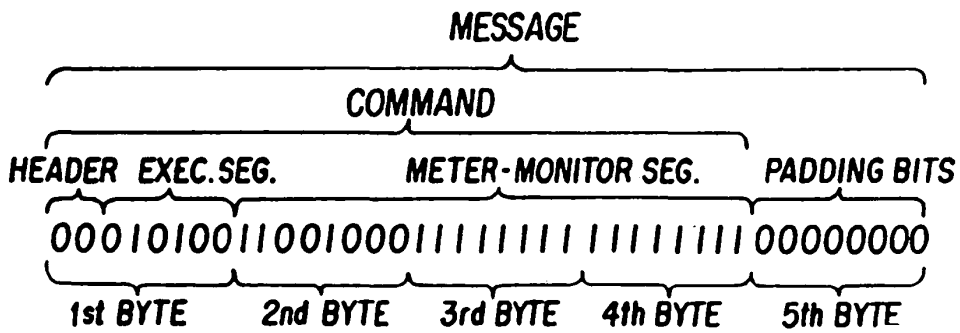 MESSAGE
COMMAND
HEADER EXEC. SEG. METER-MONITOR SEG. PADDING BITS
0001010011001000111111111111111100000000
1st BYTE 2nd BYTE 3rd BYTE 4th BYTE 5th BYTE